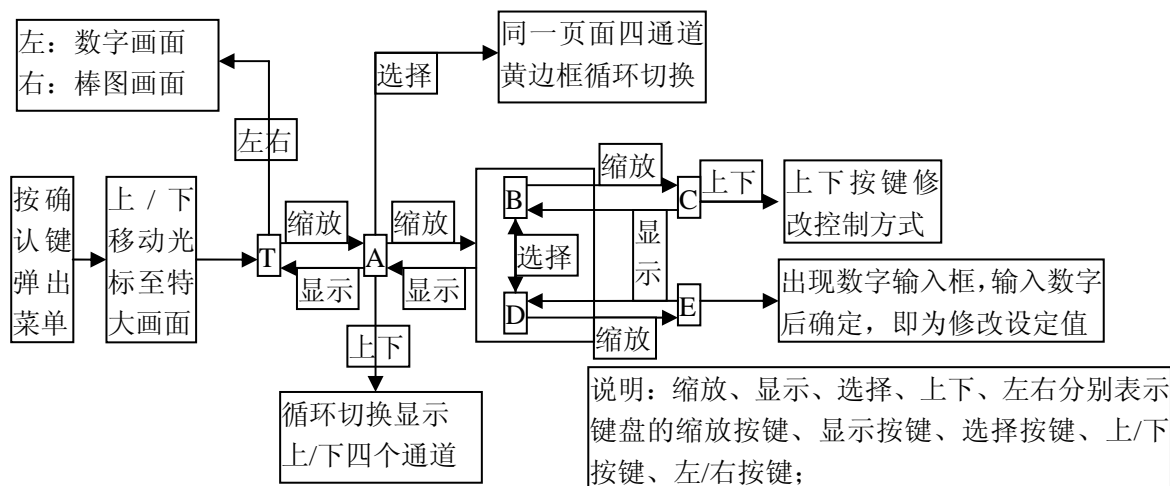 左：数字画面
右：棒图画面
选择
同一页面四通道
黄边框循环切换
左右
按确
认键
弹出
菜单
上/下
移动光
标至特
大画面
T
缩放
显示
A
缩放
显示
上下
循环切换显示
上/下四个通道
B
选择
D
缩放
显示
缩放
C
上下
上下按键修
改控制方式
E
出现数字输入框，输入数字
后确定，即为修改设定值
说明：缩放、显示、选择、上下、左右分别表示
键盘的缩放按键、显示按键、选择按键、上/下
按键、左/右按键；